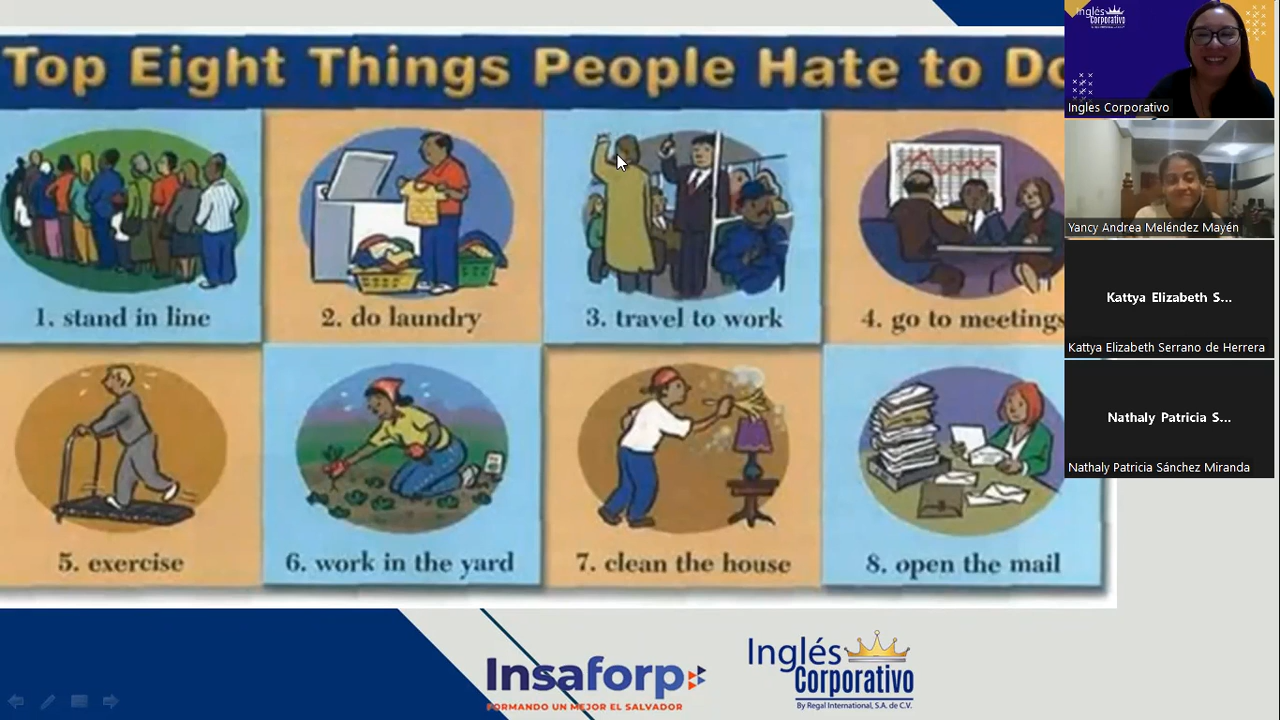 Top Eight Things People Hate to Do
1. stand in line
2. do laundry
3. travel to work
4. go to meetings
5. exercise
6. work in the yard
7. clean the house
8. open the mail
Insaforp
FORMANDO UN MEJOR EL SALVADOR
Inglés
Corporativo
By Regal International, S.A. de C.V.
Inglés
Corporativo
Ingles Corporativo
Yancy Andrea Meléndez Mayén
Kattya Elizabeth S...
Kattya Elizabeth Serrano de Herrera
Nathaly Patricia S...
Nathaly Patricia Sánchez Miranda